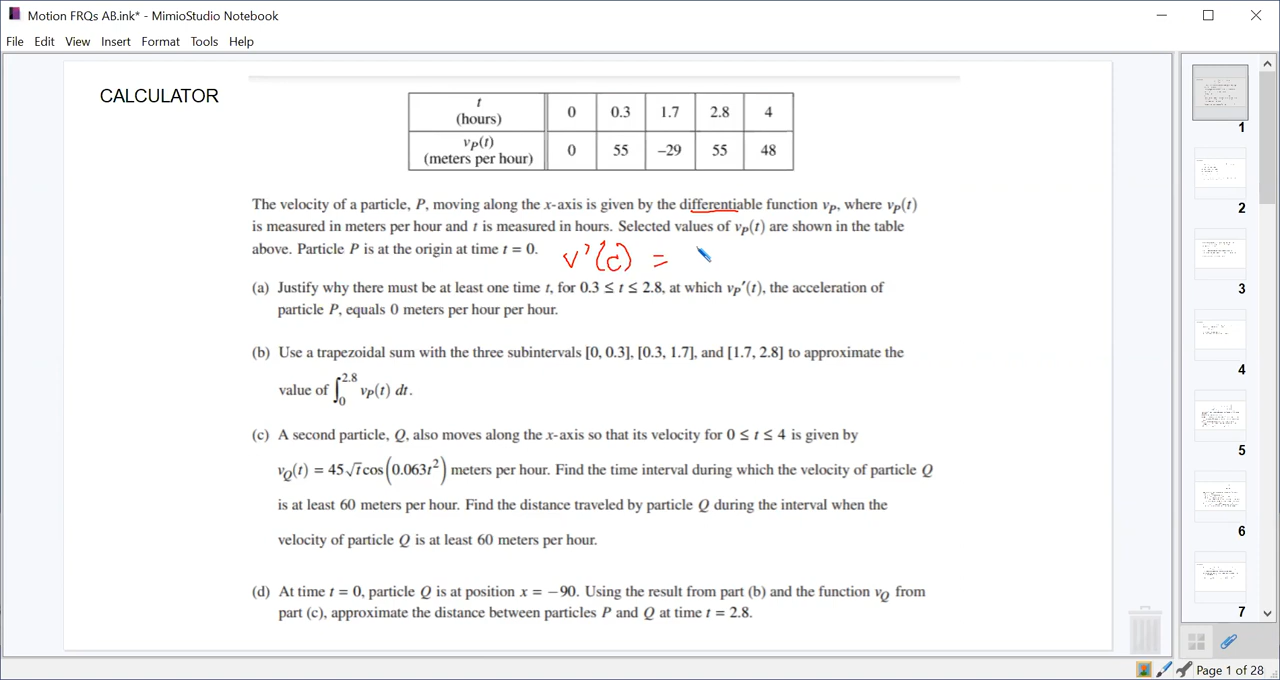 Motion FRQs AB.ink* - MimioStudio Notebook
File Edit View Insert Format Tools Help
CALCULATOR
t (hours) 0 0.3 1.7 2.8 4
vP(t) (meters per hour) 0 55 −29 55 48
The velocity of a particle, P, moving along the x-axis is given by the differentiable function vP, where vP(t)
is measured in meters per hour and t is measured in hours. Selected values of vP(t) are shown in the table
above. Particle P is at the origin at time t = 0.
v'(c) =
(a) Justify why there must be at least one time t, for 0.3 ≤ t ≤ 2.8, at which vP′(t), the acceleration of
particle P, equals 0 meters per hour per hour.
(b) Use a trapezoidal sum with the three subintervals [0, 0.3], [0.3, 1.7], and [1.7, 2.8] to approximate the
value of ∫₀^2.8 vP(t) dt.
(c) A second particle, Q, also moves along the x-axis so that its velocity for 0 ≤ t ≤ 4 is given by
vQ(t) = 45√t cos(0.063t²) meters per hour. Find the time interval during which the velocity of particle Q
is at least 60 meters per hour. Find the distance traveled by particle Q during the interval when the
velocity of particle Q is at least 60 meters per hour.
(d) At time t = 0, particle Q is at position x = −90. Using the result from part (b) and the function vQ from
part (c), approximate the distance between particles P and Q at time t = 2.8.
1
2
3
4
5
6
7
Page 1 of 28